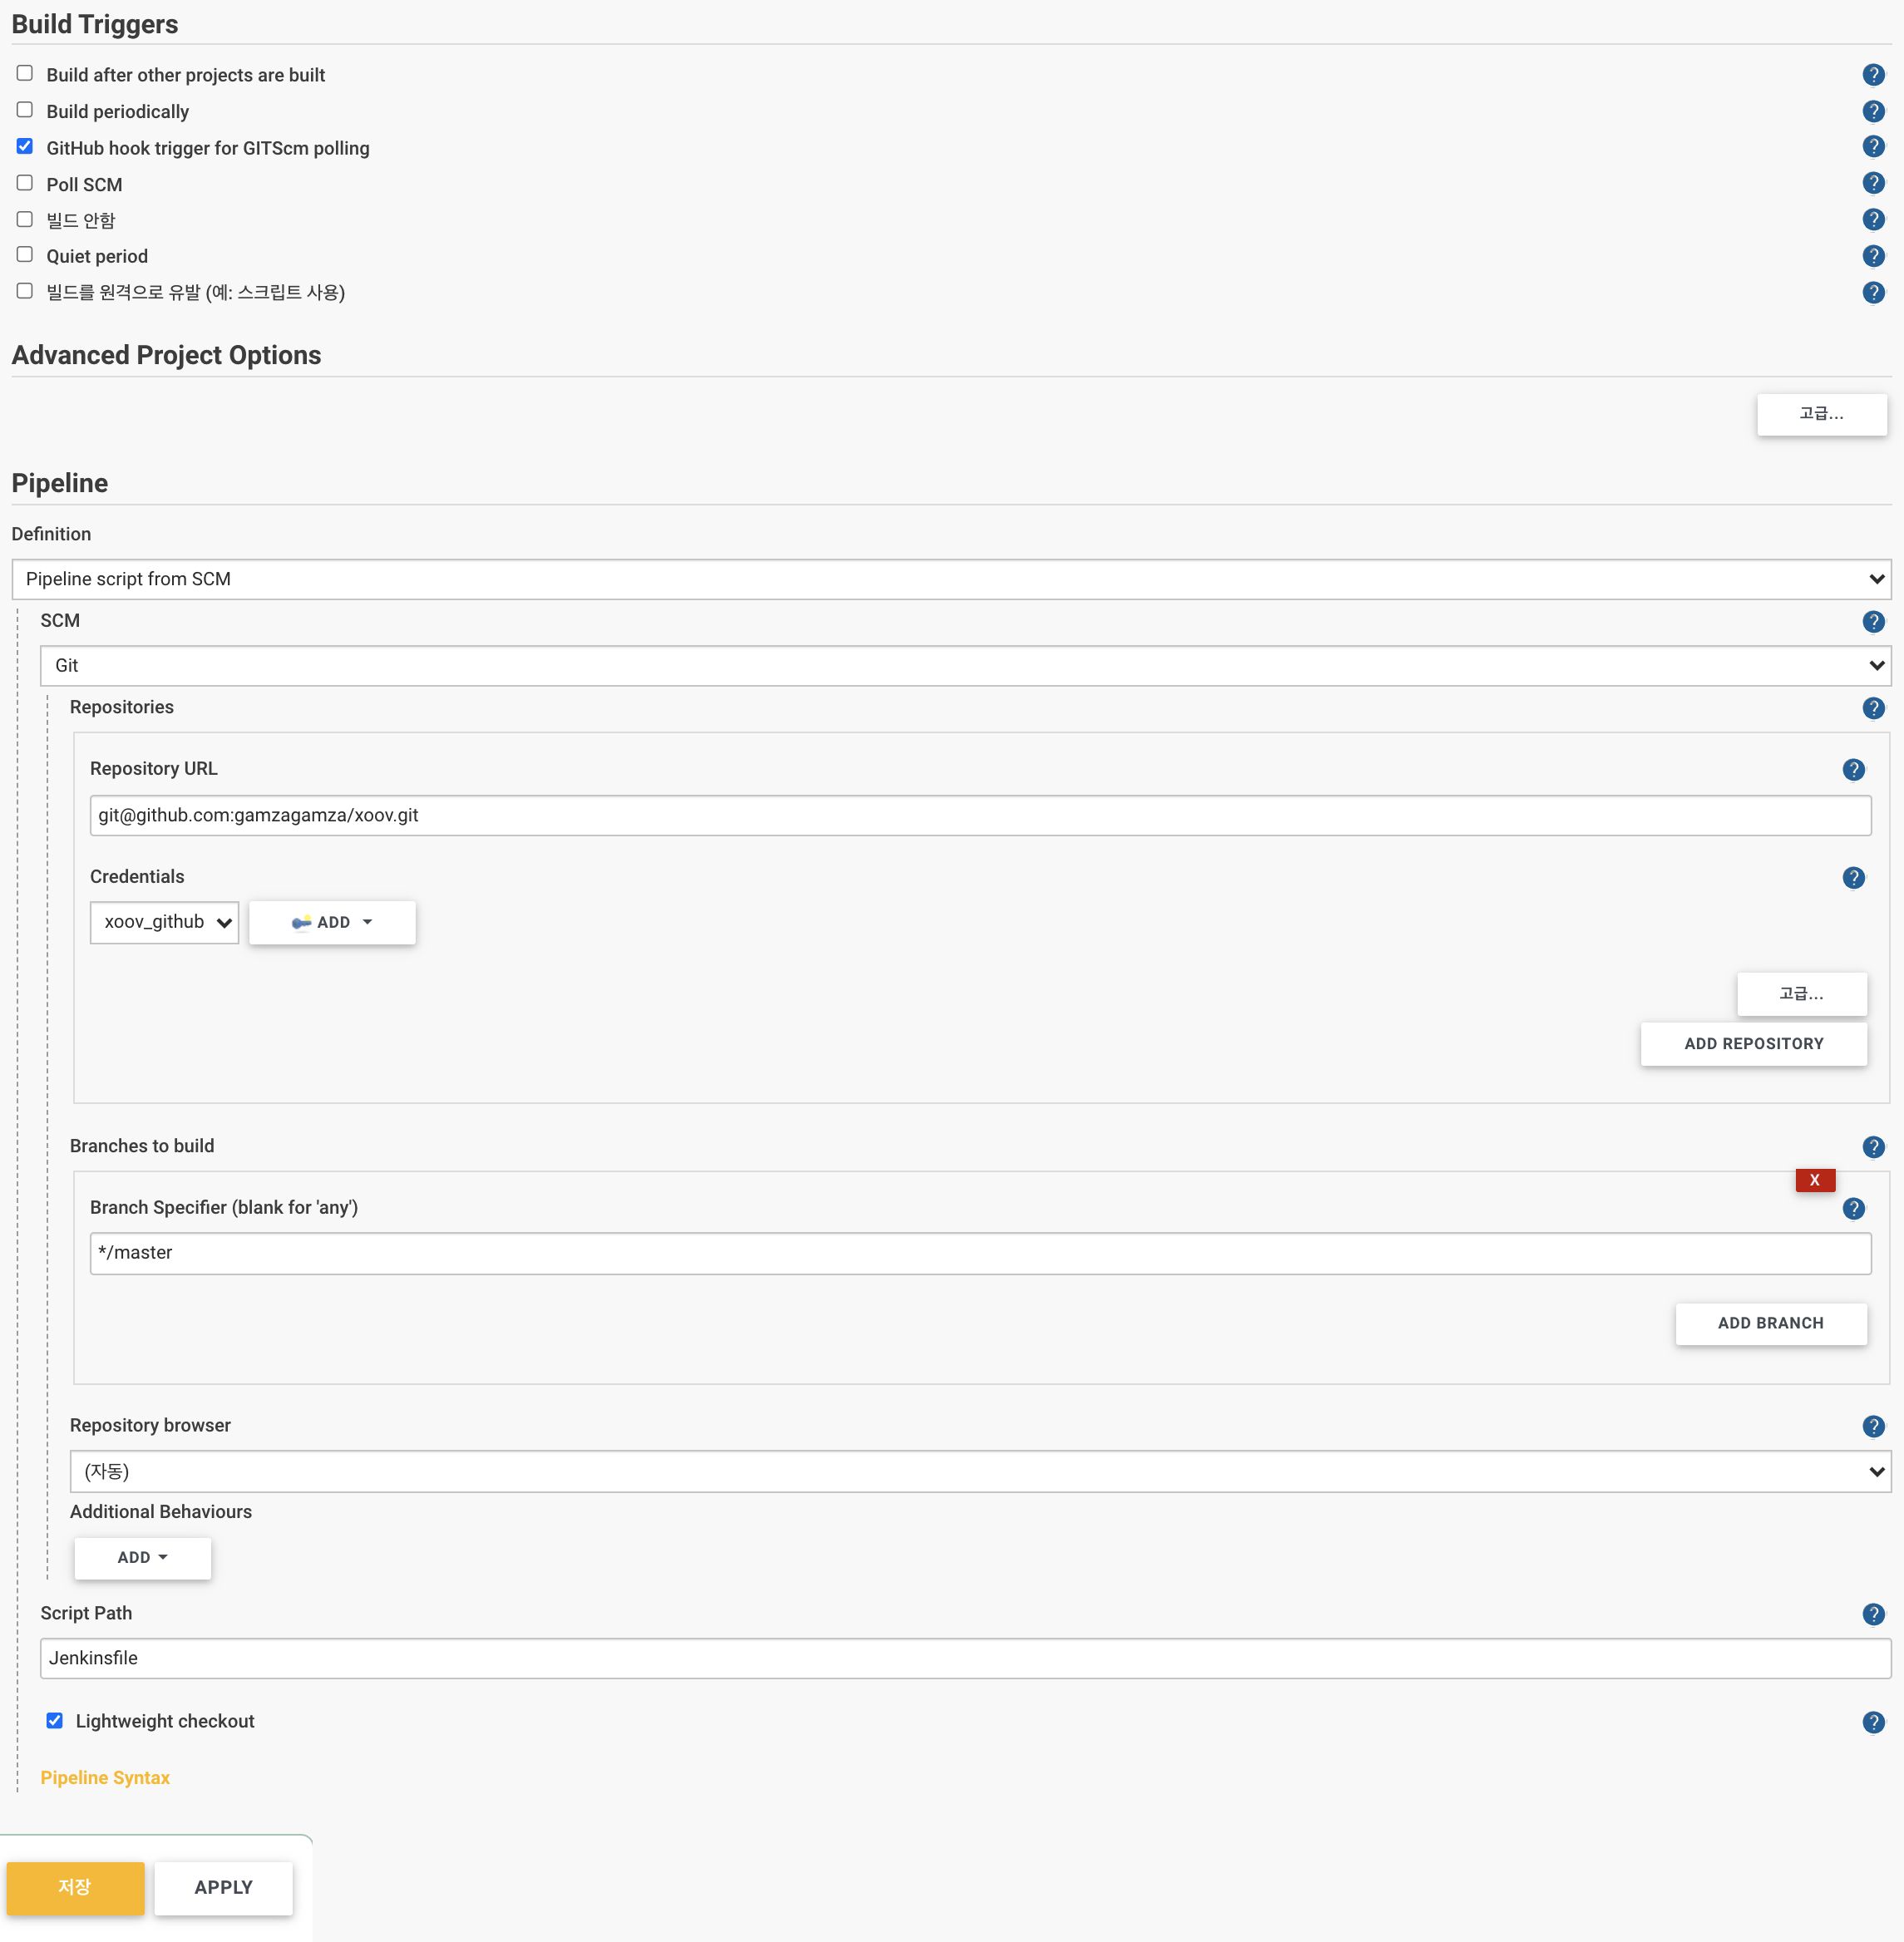 Build Triggers
Build after other projects are built
Build periodically
GitHub hook trigger for GITScm polling
Poll SCM
빌드 안함
Quiet period
빌드를 원격으로 유발 (예: 스크립트 사용)
Advanced Project Options
고급...
Pipeline
Definition
Pipeline script from SCM
SCM
Git
Repositories
Repository URL
git@github.com:gamzagamza/xoov.git
Credentials
xoov_github
ADD
고급...
ADD REPOSITORY
Branches to build
X
Branch Specifier (blank for 'any')
*/master
ADD BRANCH
Repository browser
(자동)
Additional Behaviours
ADD
Script Path
Jenkinsfile
Lightweight checkout
Pipeline Syntax
저장
APPLY